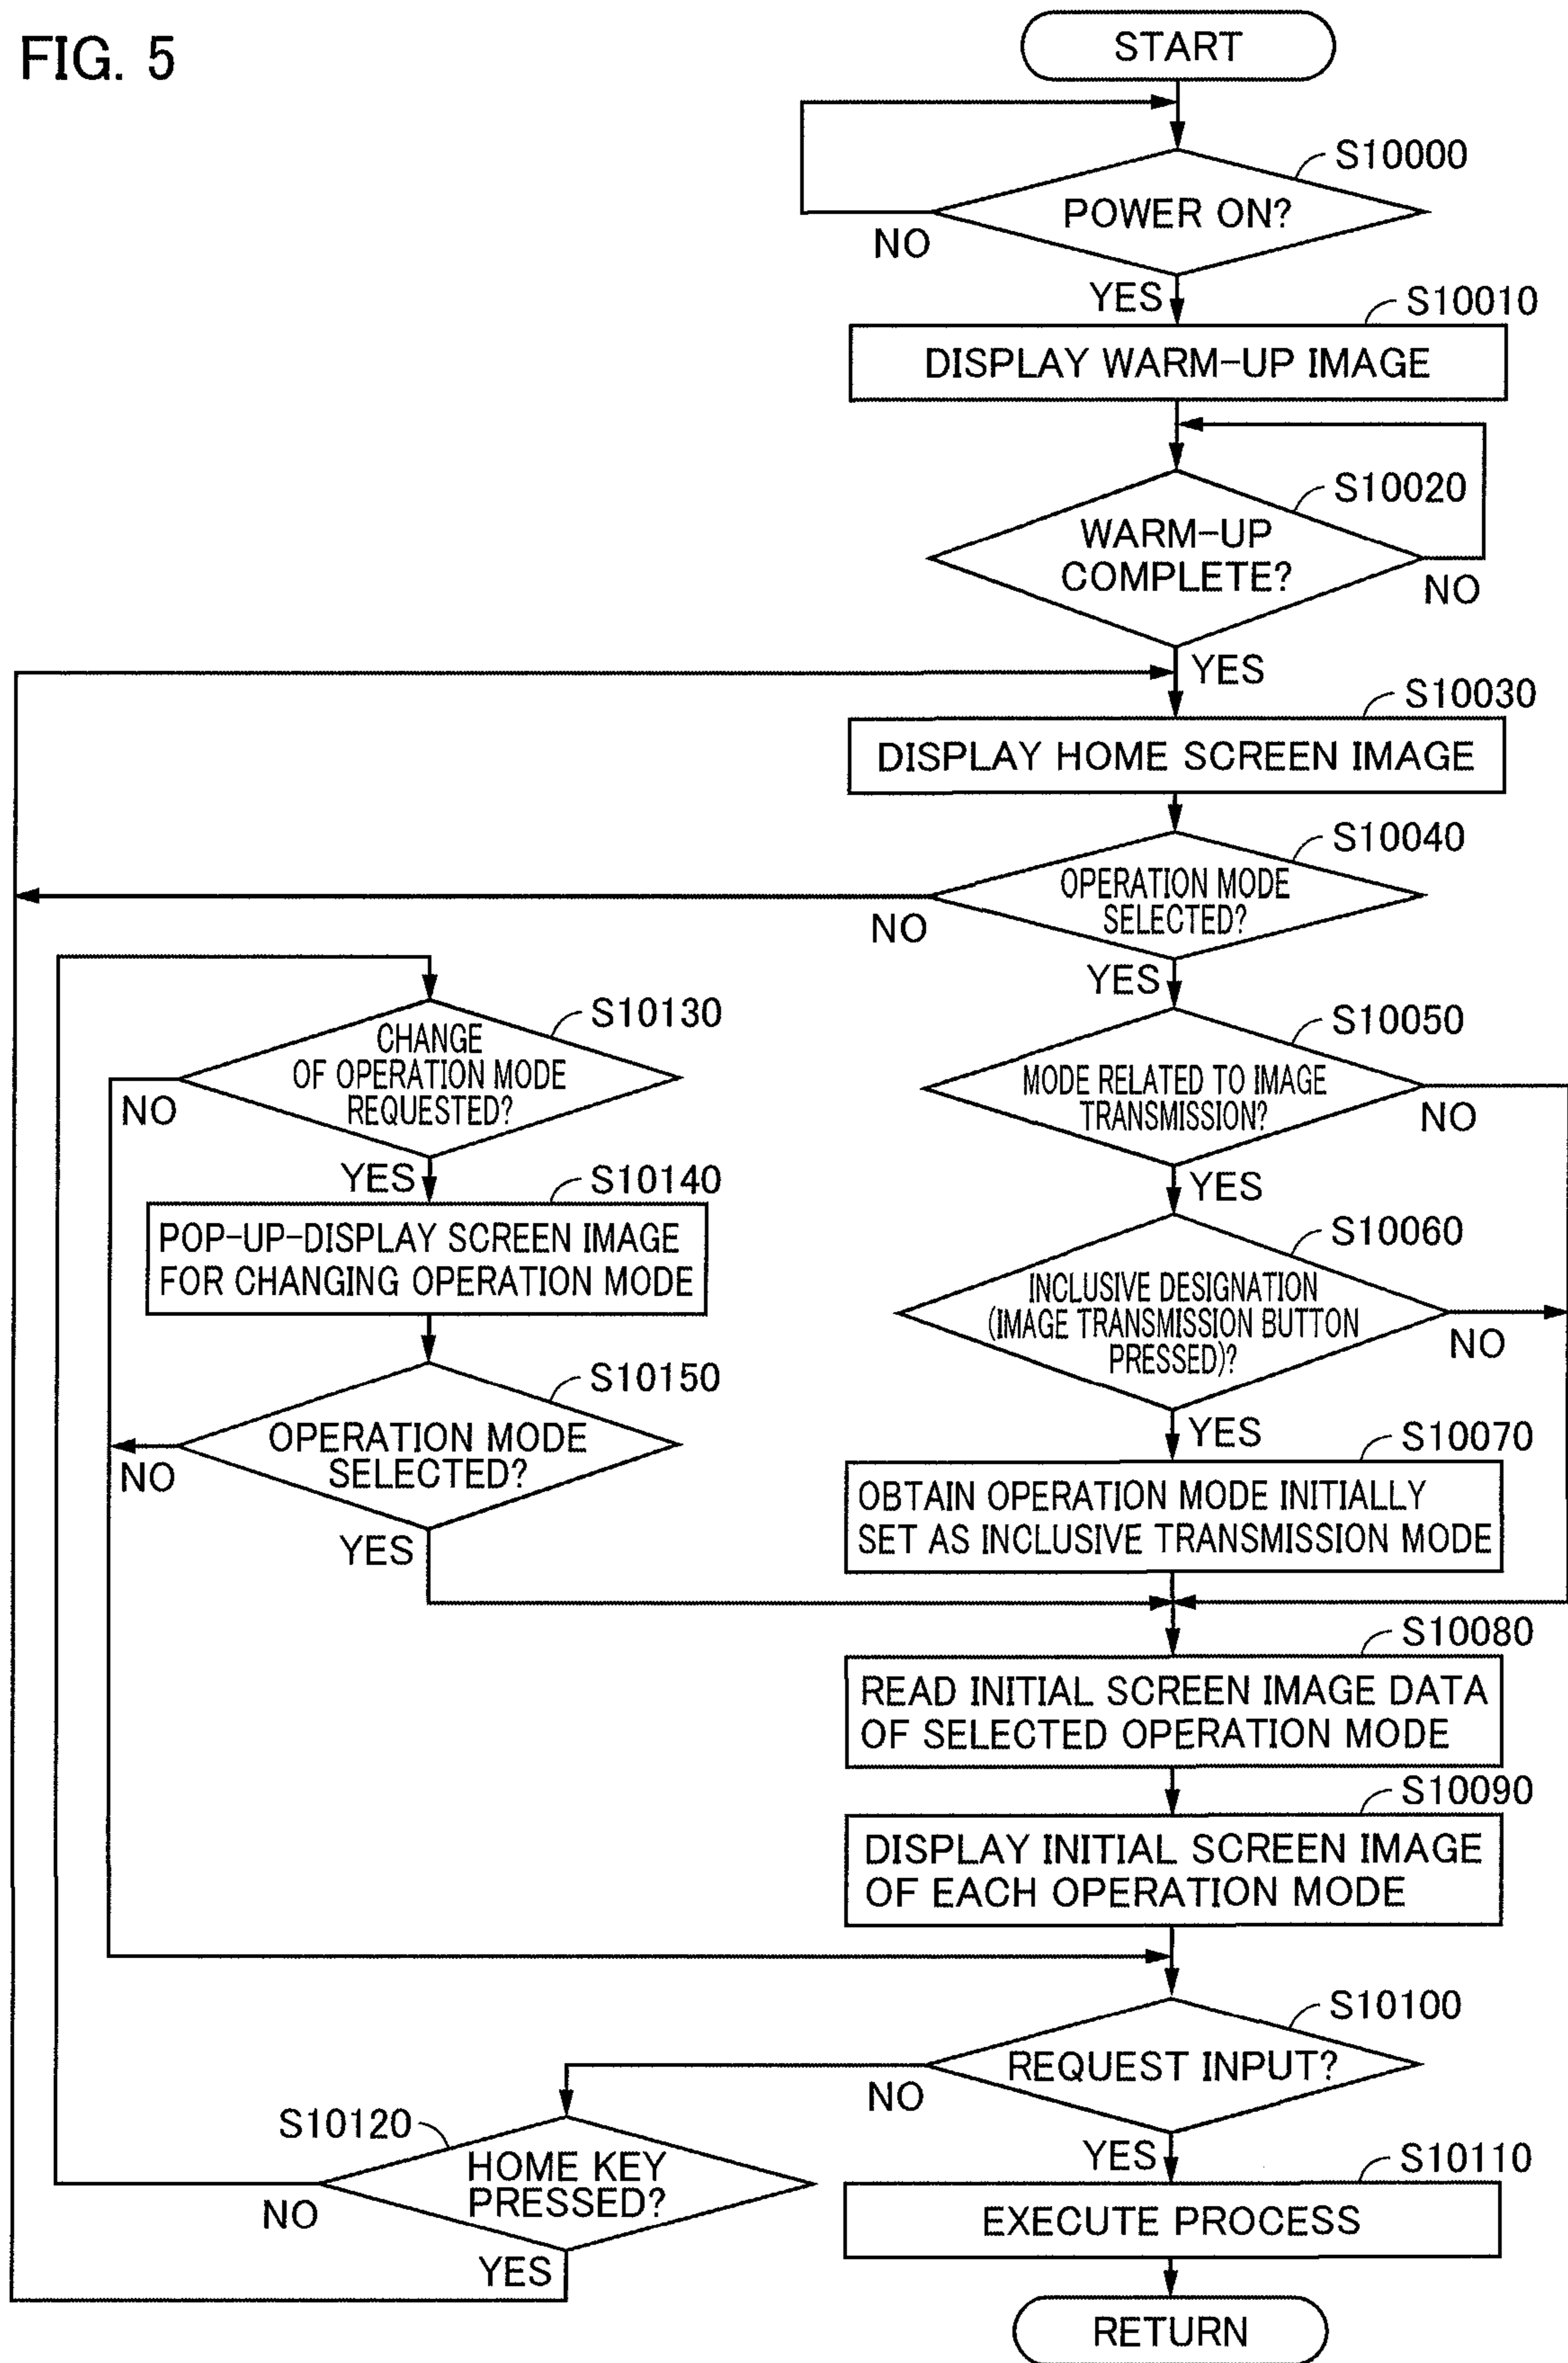 FIG. 5
START
S10000
POWER ON?
NO
YES
S10010
DISPLAY WARM-UP IMAGE
S10020
WARM-UP
COMPLETE?
NO
YES
S10030
DISPLAY HOME SCREEN IMAGE
S10040
OPERATION MODE
SELECTED?
NO
YES
S10050
MODE RELATED TO IMAGE
TRANSMISSION?
NO
YES
S10060
INCLUSIVE DESIGNATION
(IMAGE TRANSMISSION BUTTON
PRESSED)?
NO
YES
S10070
OBTAIN OPERATION MODE INITIALLY
SET AS INCLUSIVE TRANSMISSION MODE
S10130
CHANGE
OF OPERATION MODE
REQUESTED?
NO
YES
S10140
POP-UP-DISPLAY SCREEN IMAGE
FOR CHANGING OPERATION MODE
S10150
OPERATION MODE
SELECTED?
NO
YES
S10080
READ INITIAL SCREEN IMAGE DATA
OF SELECTED OPERATION MODE
S10090
DISPLAY INITIAL SCREEN IMAGE
OF EACH OPERATION MODE
S10100
REQUEST INPUT?
NO
YES
S10120
HOME KEY
PRESSED?
NO
YES
S10110
EXECUTE PROCESS
RETURN